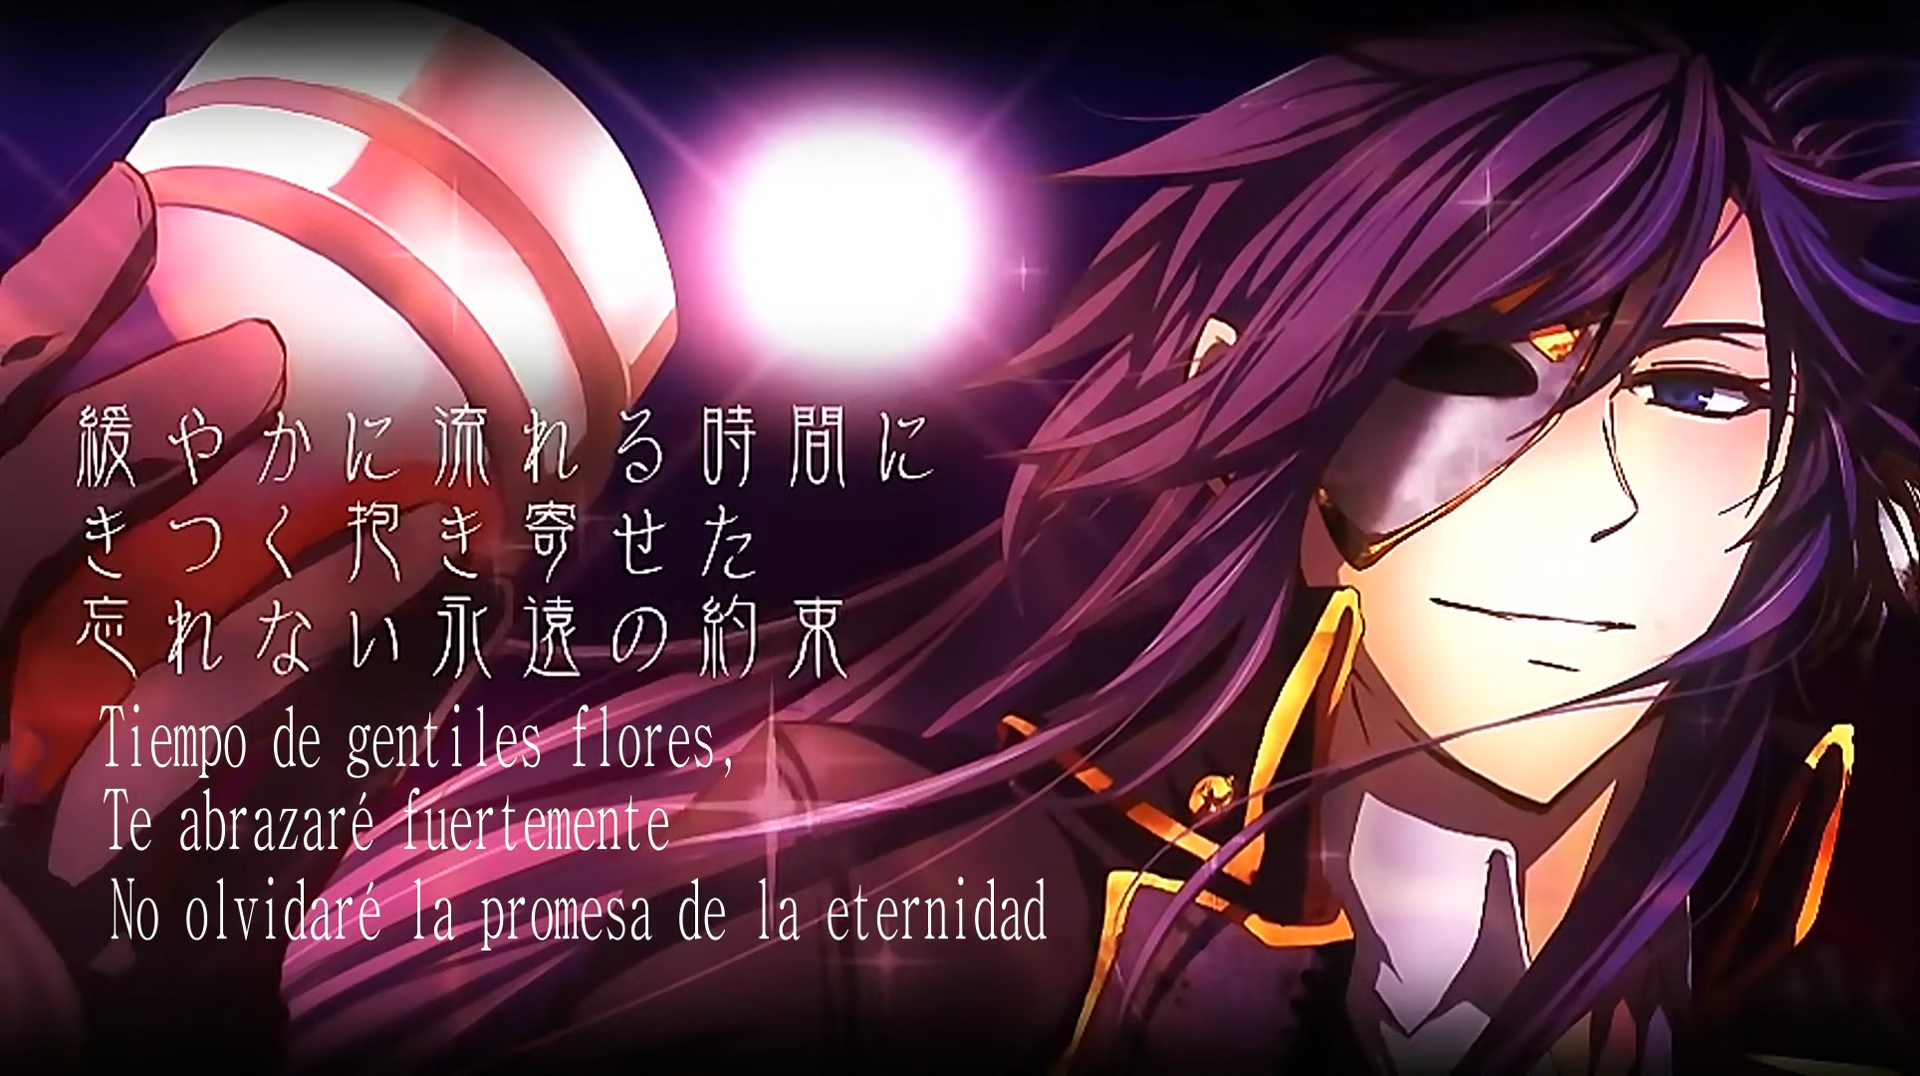 緩やかに流れる時間に
きつく抱き寄せた
忘れない永遠の約束
Tiempo de gentiles flores,
Te abrazaré fuertemente
No olvidaré la promesa de la eternidad